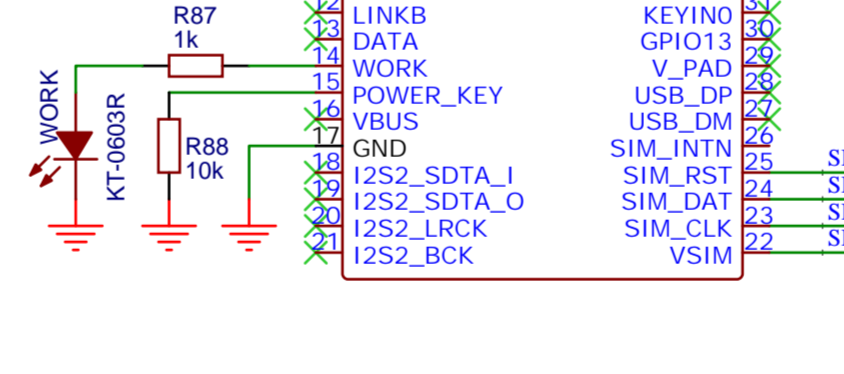 R87
1k
WORK
KT-0603R
R88
10k
12 LINKB
13 DATA
14 WORK
15 POWER_KEY
16 VBUS
17 GND
18 I2S2_SDTA_I
19 I2S2_SDTA_O
20 I2S2_LRCK
21 I2S2_BCK
KEYIN0 31
GPIO13 30
V_PAD 29
USB_DP 28
USB_DM 27
SIM_INTN 26
SIM_RST 25
SIM_DAT 24
SIM_CLK 23
VSIM 22